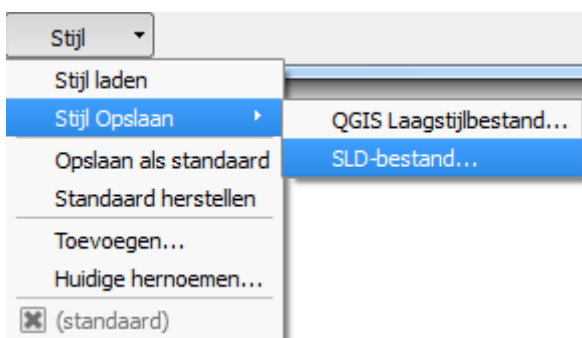 Stijl
Stijl laden
Stijl Opslaan
QGIS Laagstijlbestand...
SLD-bestand...
Opslaan als standaard
Standaard herstellen
Toevoegen...
Huidige hernoemen...
(standaard)